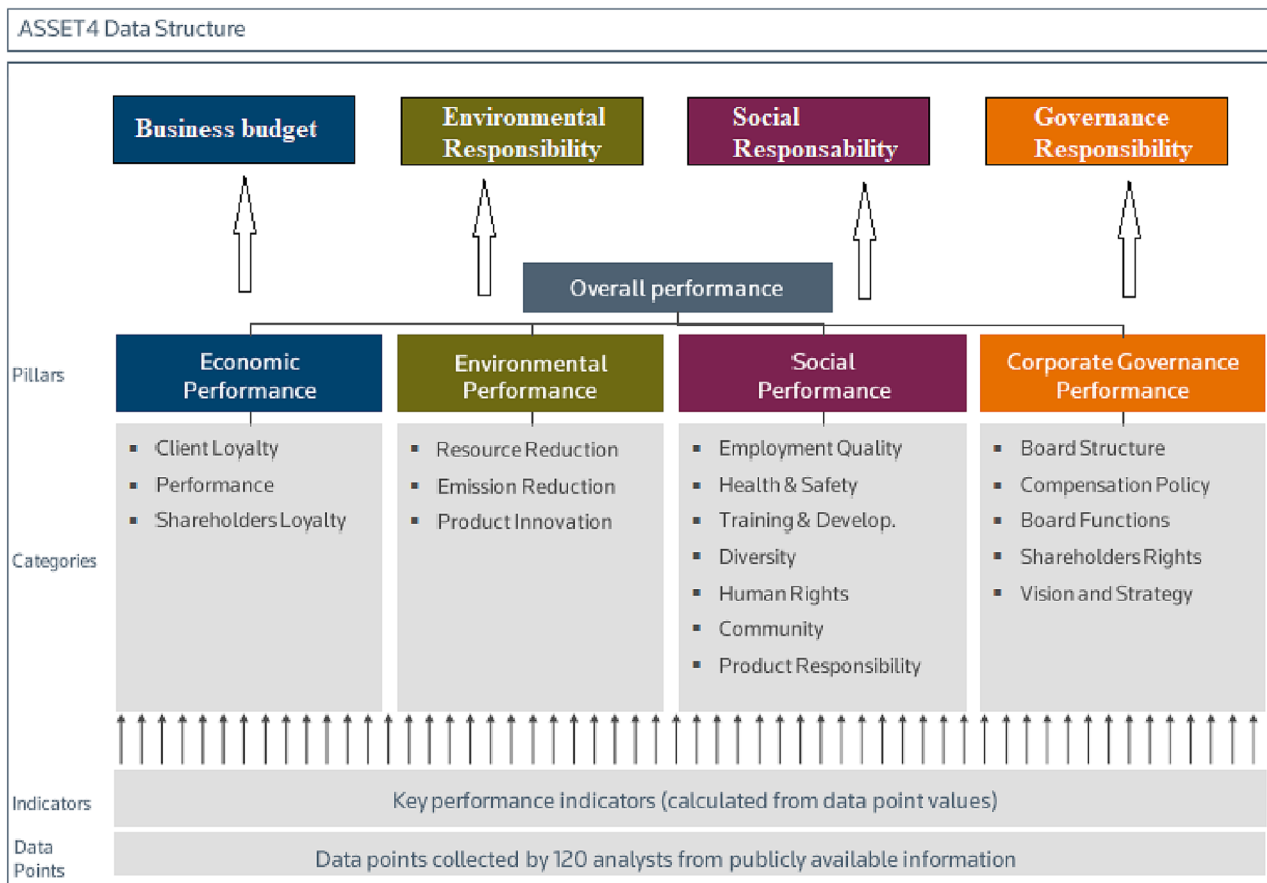 ASSET4 Data Structure
Business budget
Environmental
Responsibility
Social
Responsability
Governance
Responsibility
Overall performance
Pillars
Economic
Performance
Environmental
Performance
Social
Performance
Corporate Governance
Performance
Categories
▪ Client Loyalty
▪ Performance
▪ Shareholders Loyalty
▪ Resource Reduction
▪ Emission Reduction
▪ Product Innovation
▪ Employment Quality
▪ Health & Safety
▪ Training & Develop.
▪ Diversity
▪ Human Rights
▪ Community
▪ Product Responsibility
▪ Board Structure
▪ Compensation Policy
▪ Board Functions
▪ Shareholders Rights
▪ Vision and Strategy
Indicators
Key performance indicators (calculated from data point values)
Data
Points
Data points collected by 120 analysts from publicly available information